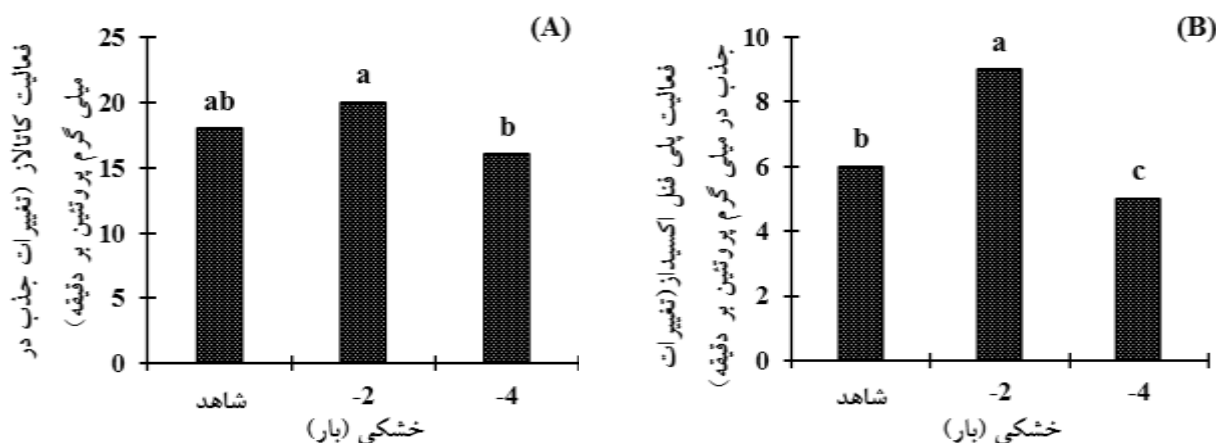 (A)
فعالیت کاتالاز (تغییرات جذب در
میلی گرم پروتئین بر دقیقه)
25
20
15
10
5
0
ab
a
b
شاهد
-2
-4
خشکی (بار)
(B)
فعالیت پلی فنل اکسیداز(تغییرات
جذب در میلی گرم پروتئین بر دقیقه)
10
8
6
4
2
0
b
a
c
شاهد
-2
-4
خشکی (بار)